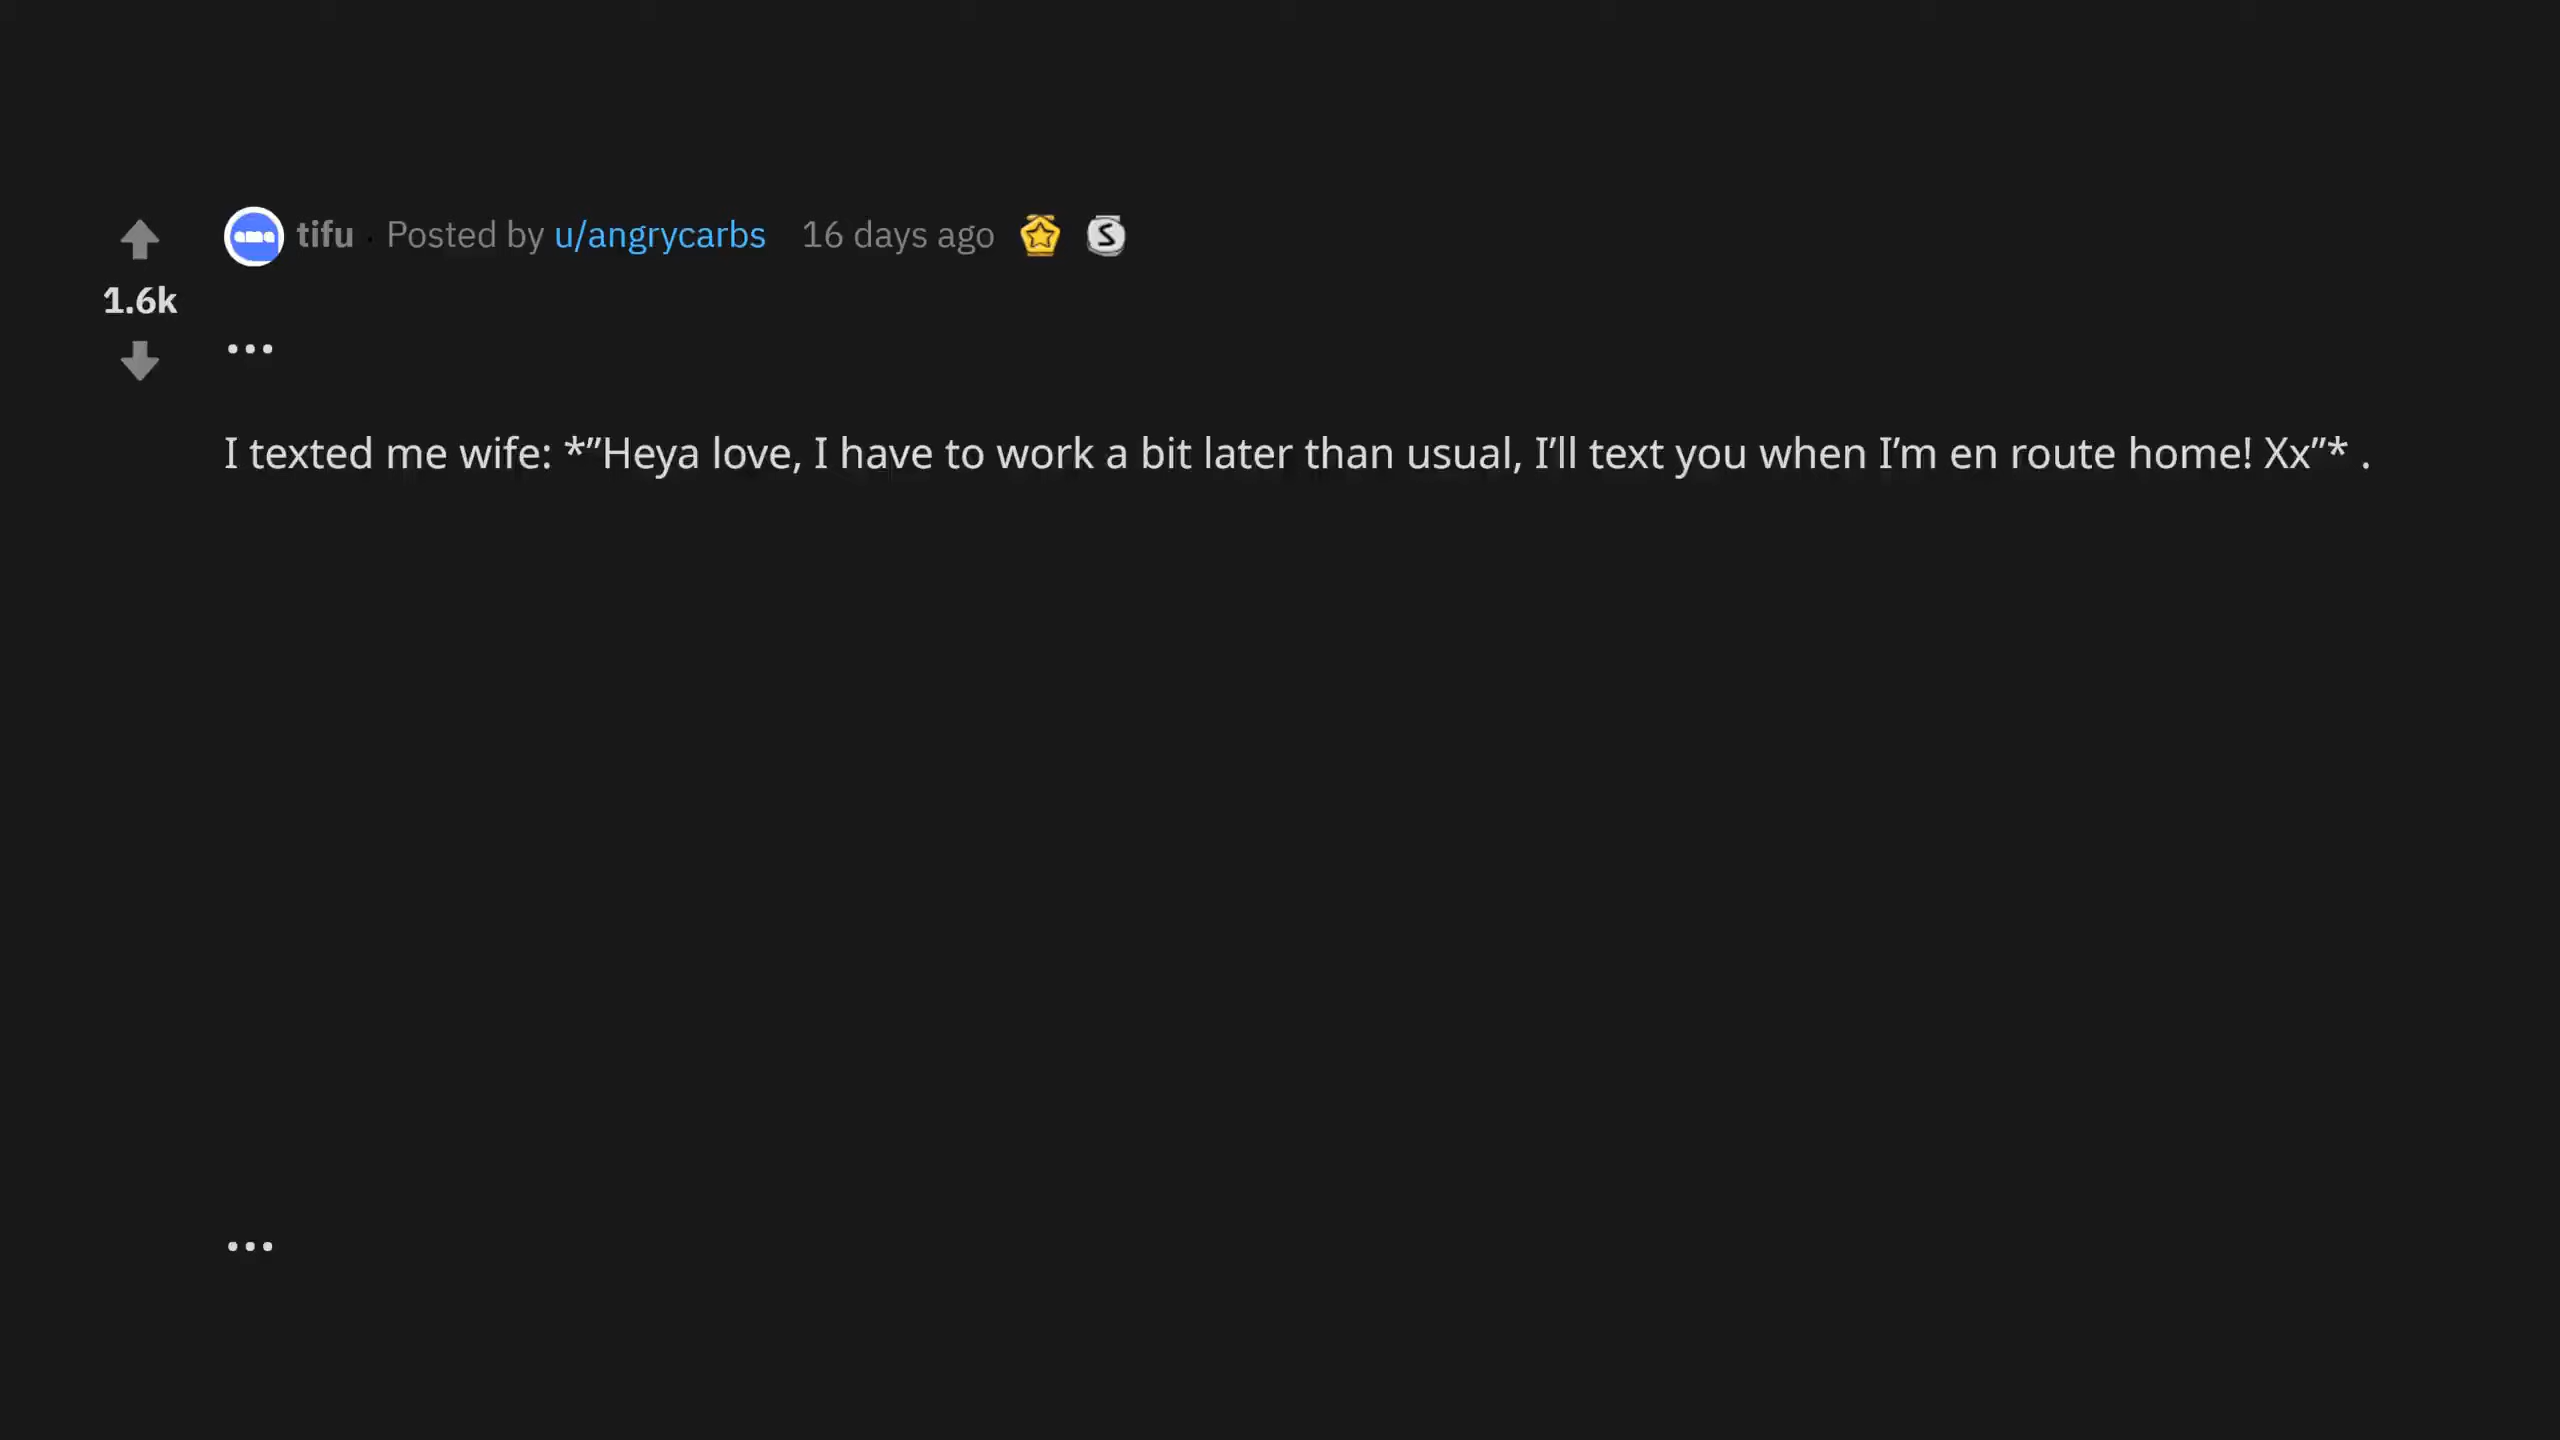 tifu · Posted by u/angrycarbs 16 days ago
1.6k
...
I texted me wife: *”Heya love, I have to work a bit later than usual, I’ll text you when I’m en route home! Xx”* .
...